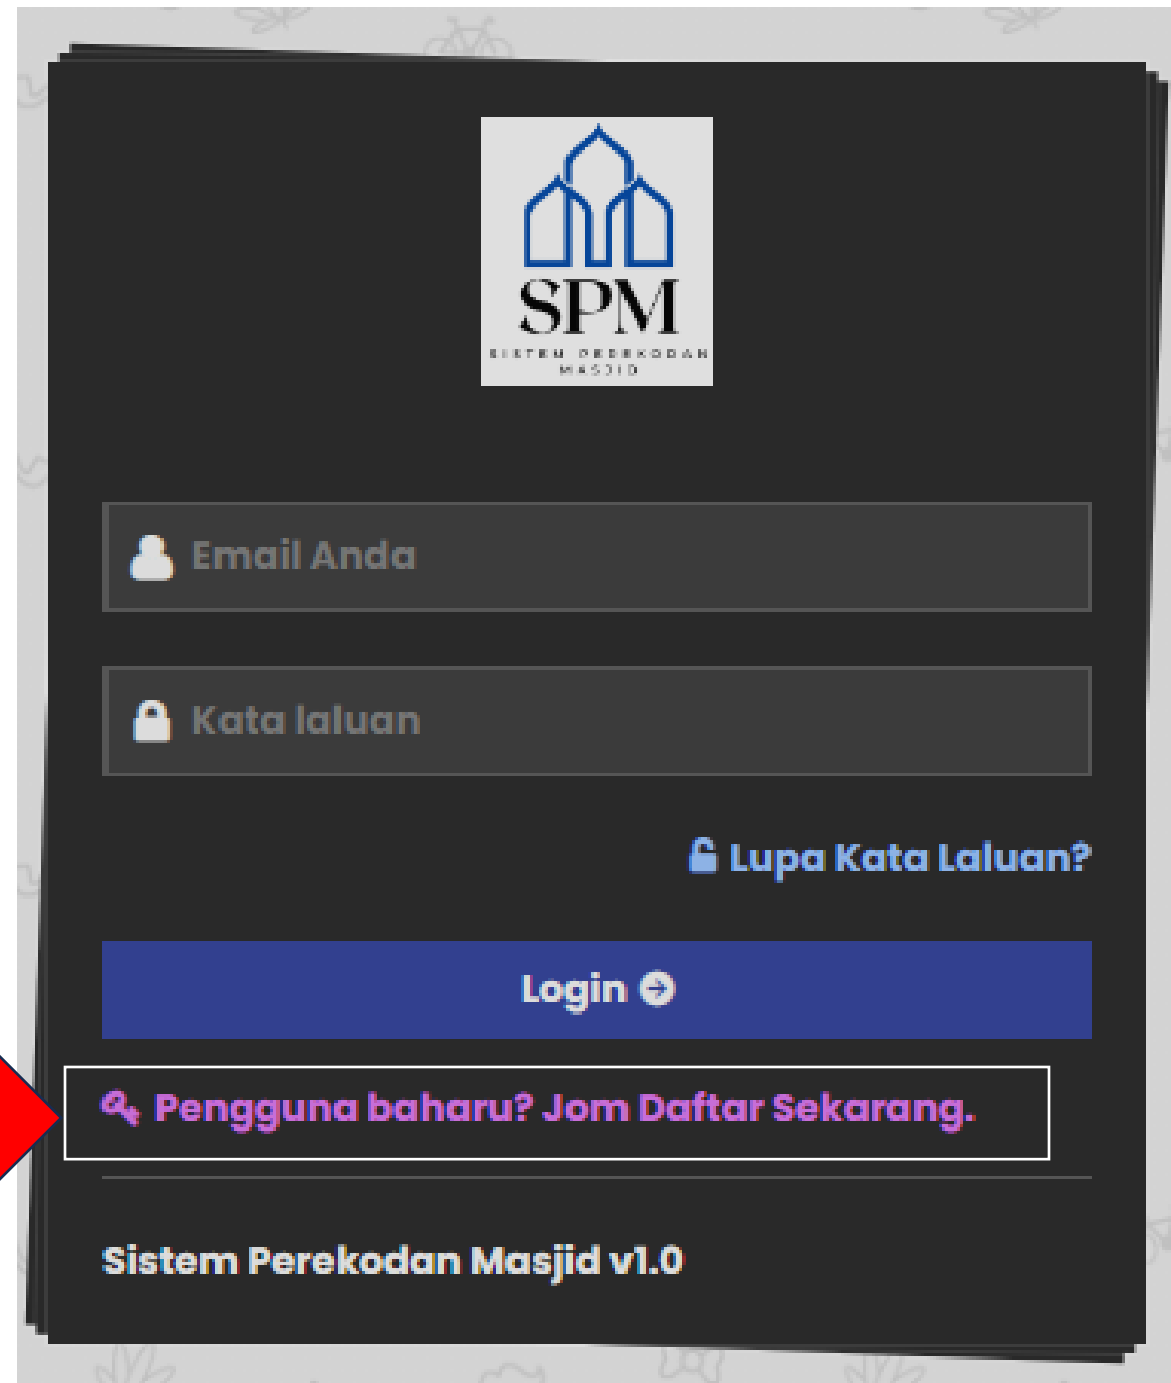 SPM
SISTEM PEREKODAN
MASJID
Email Anda
Kata laluan
Lupa Kata Laluan?
Login
Pengguna baharu? Jom Daftar Sekarang.
Sistem Perekodan Masjid v1.0